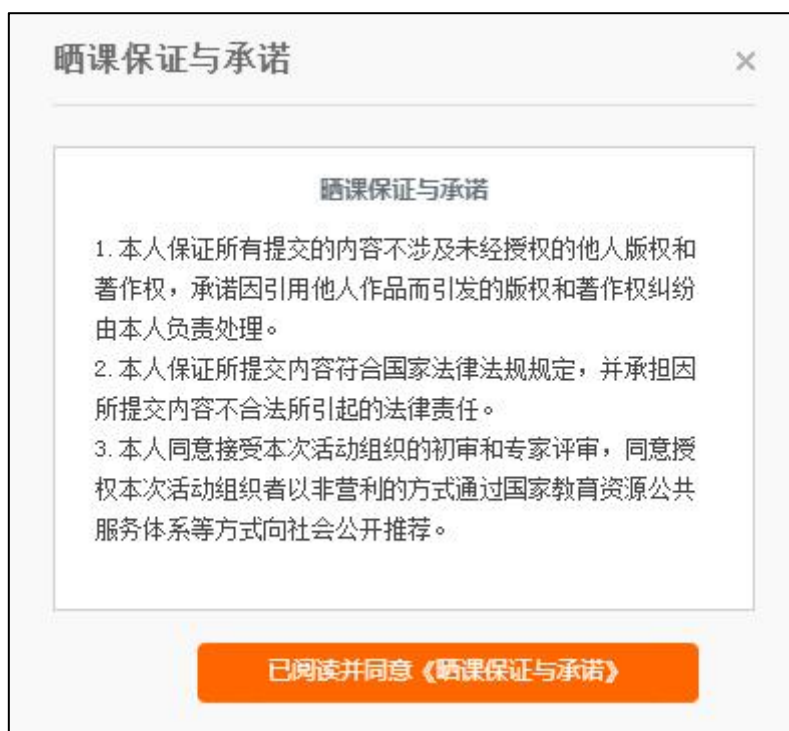 晒课保证与承诺
×
晒课保证与承诺
1.本人保证所有提交的内容不涉及未经授权的他人版权和
著作权，承诺因引用他人作品而引发的版权和著作权纠纷
由本人负责处理。
2.本人保证所提交内容符合国家法律法规规定，并承担因
所提交内容不合法所引起的法律责任。
3.本人同意接受本次活动组织的初审和专家评审，同意授
权本次活动组织者以非营利的方式通过国家教育资源公共
服务体系等方式向社会公开推荐。
已阅读并同意《晒课保证与承诺》